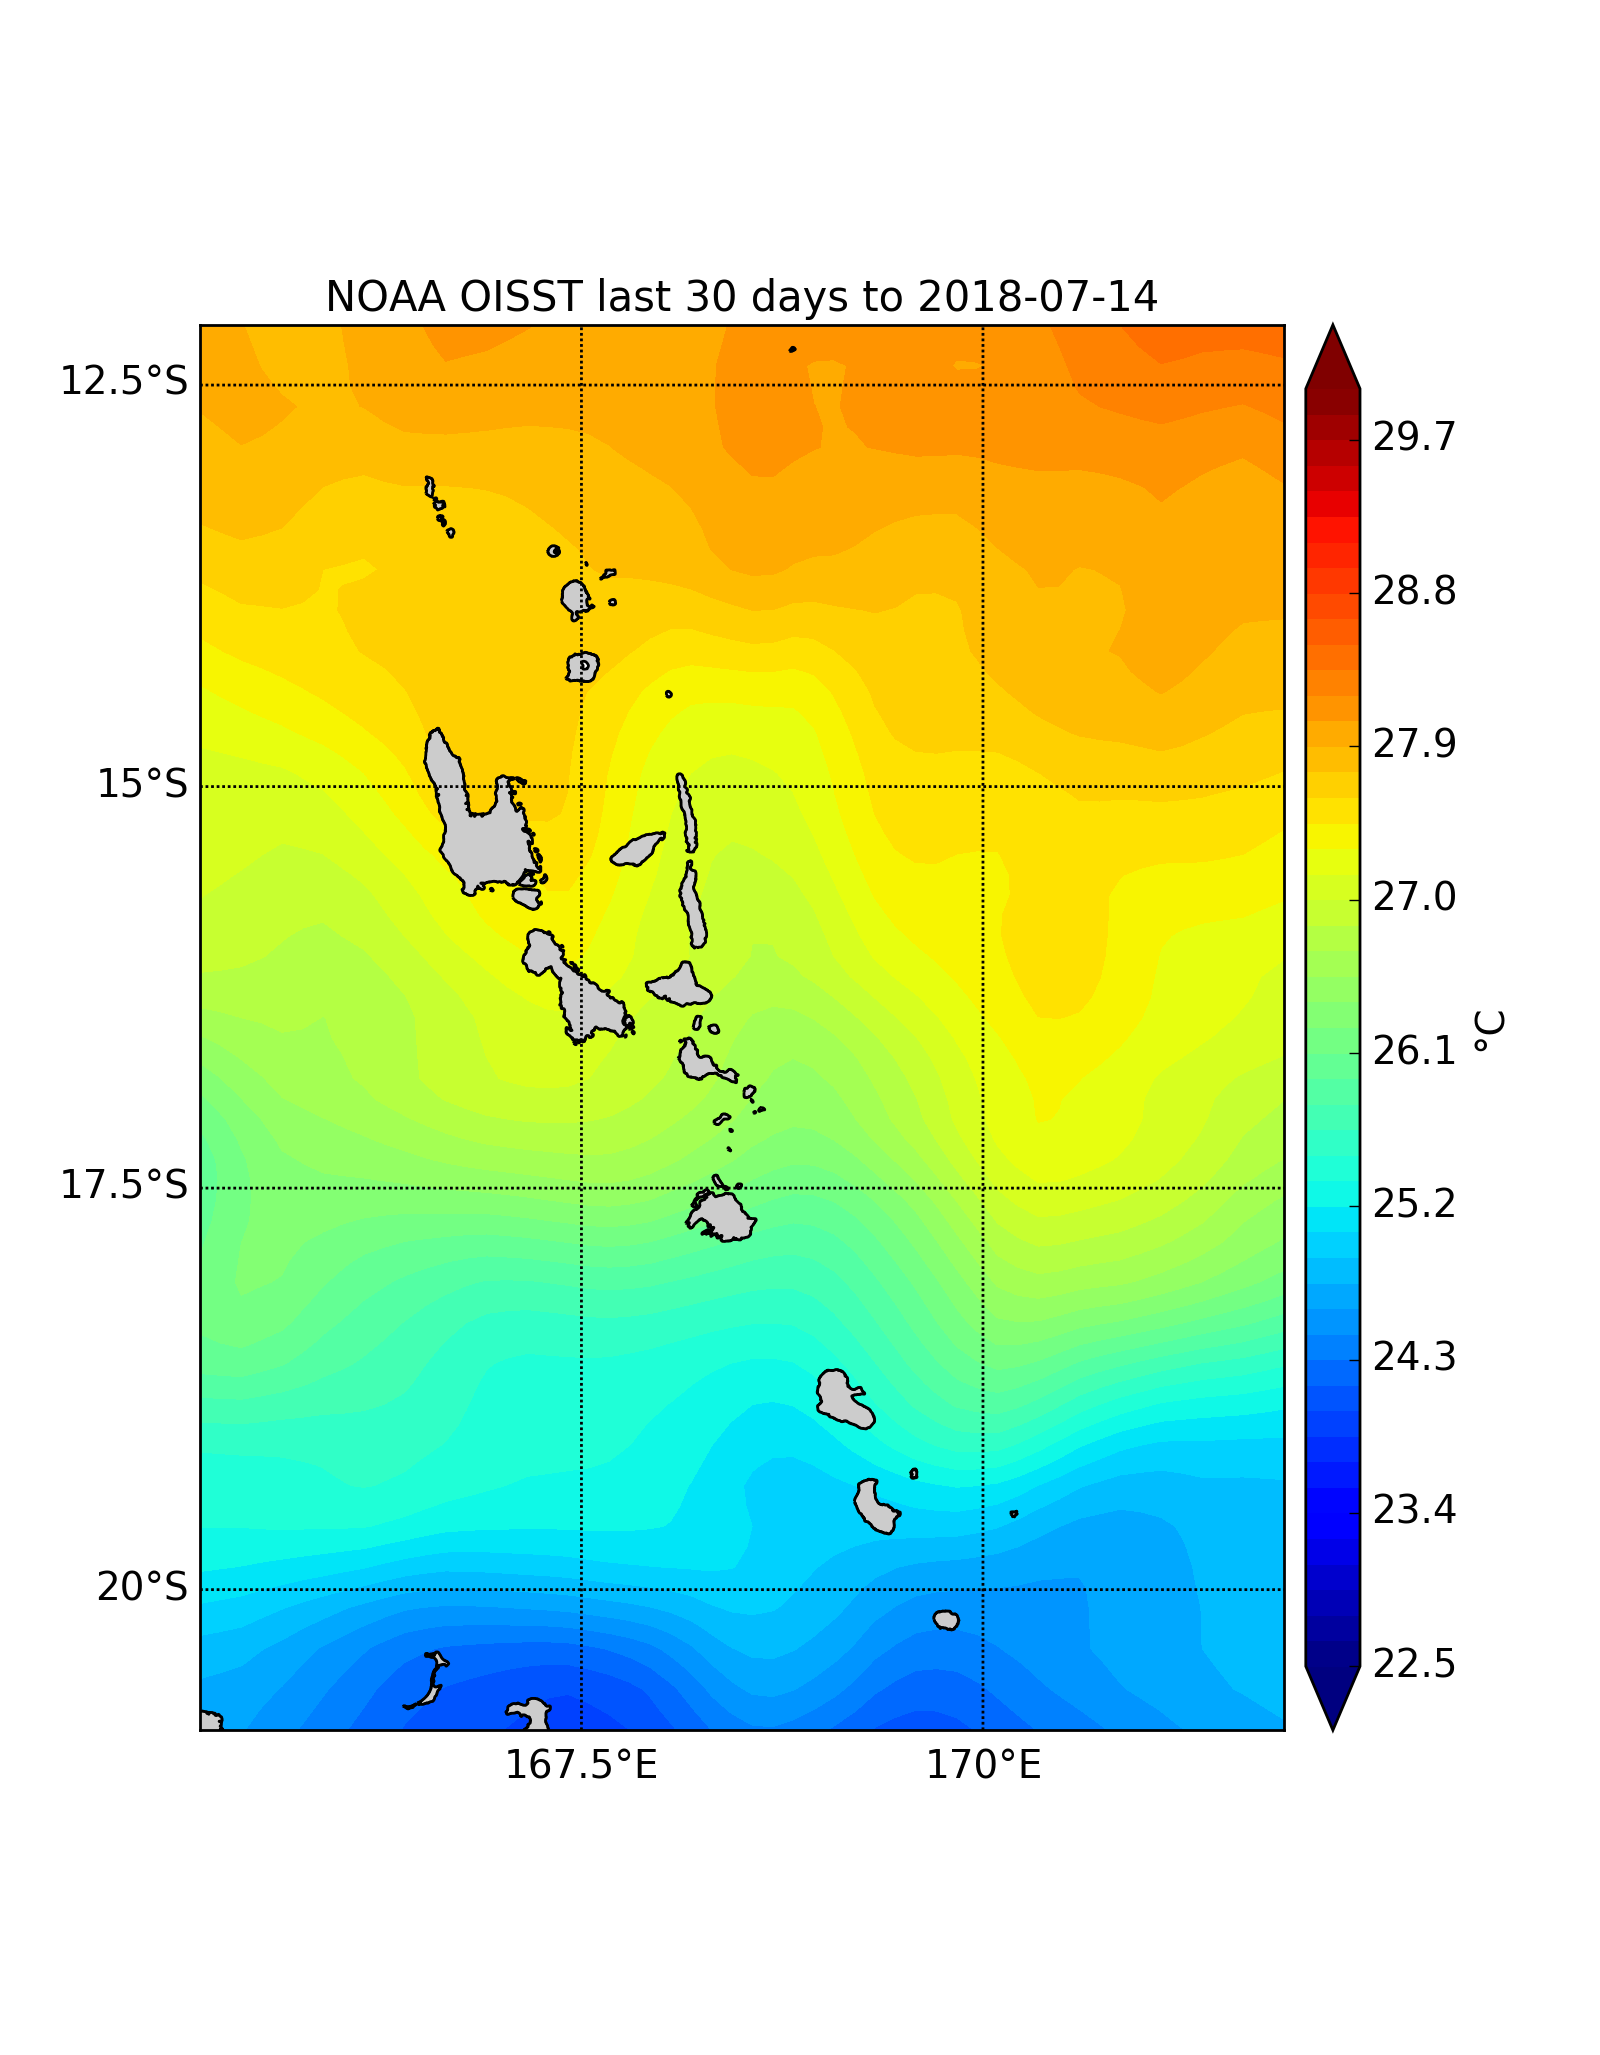 NOAA OISST last 30 days to 2018-07-14
12.5°S
15°S
17.5°S
20°S
167.5°E
170°E
29.7
28.8
27.9
27.0
26.1
25.2
24.3
23.4
22.5
°C